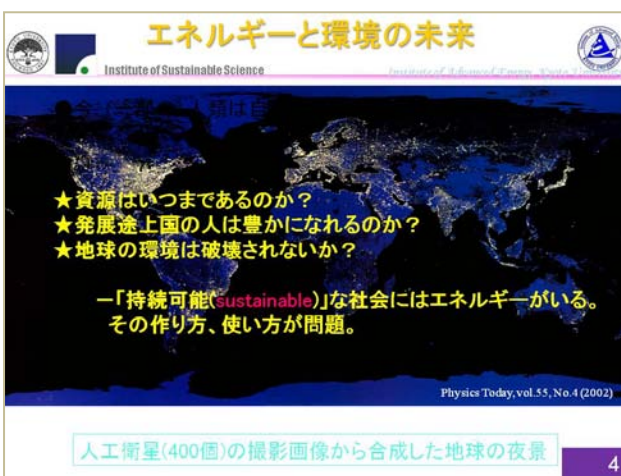 エネルギーと環境の未来
Institute of Sustainable Science
Institute of Advanced Energy, Kyoto University
★資源はいつまであるのか?
★発展途上国の人は豊かになれるのか?
★地球の環境は破壊されないか?
ー「持続可能(sustainable)」な社会にはエネルギーがいる。
その作り方、使い方が問題。
Physics Today,vol.55, No.4 (2002)
人工衛星(400個)の撮影画像から合成した地球の夜景
4